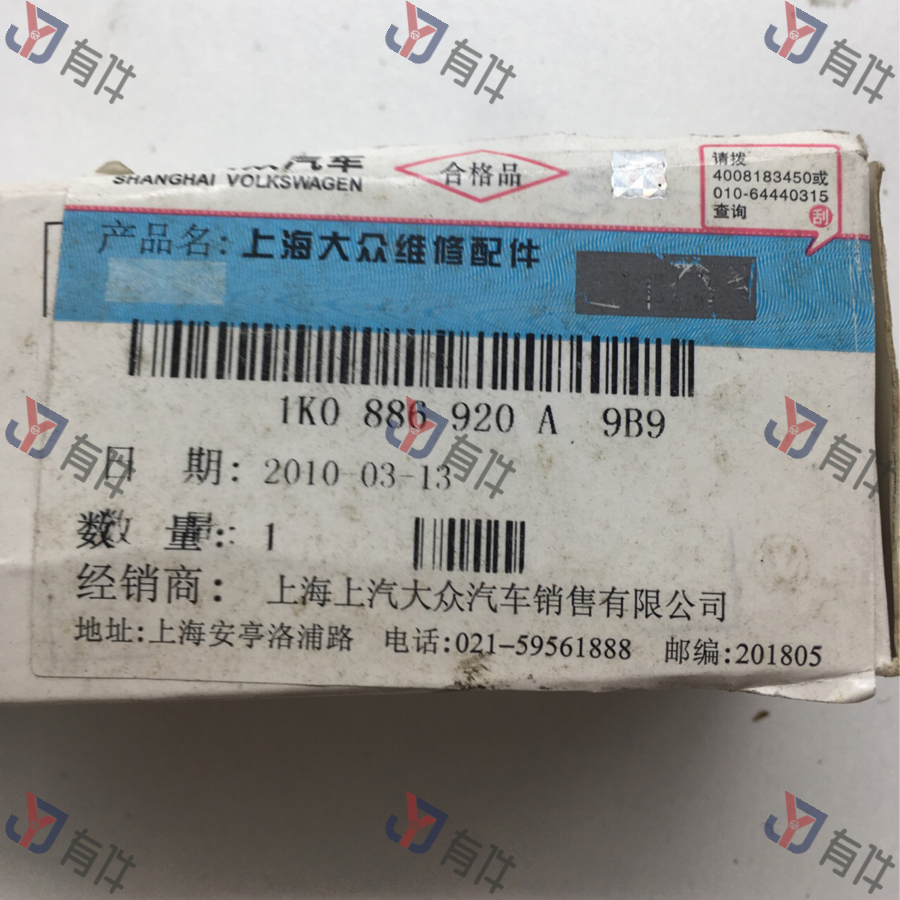 有件
有件
有件
众汽车
SHANGHAI VOLKSWAGEN
合格品
请拨
4008183450或
010-64440315
查询
刮
产品名: 上海大众维修配件
1K0 886 920 A 9B9
有件
有件
有件
日 期: 2010-03-13
数 量: 1
经销商: 上海上汽大众汽车销售有限公司
地址:上海安亭洛浦路 电话:021-59561888 邮编:201805
有件
有件
有件